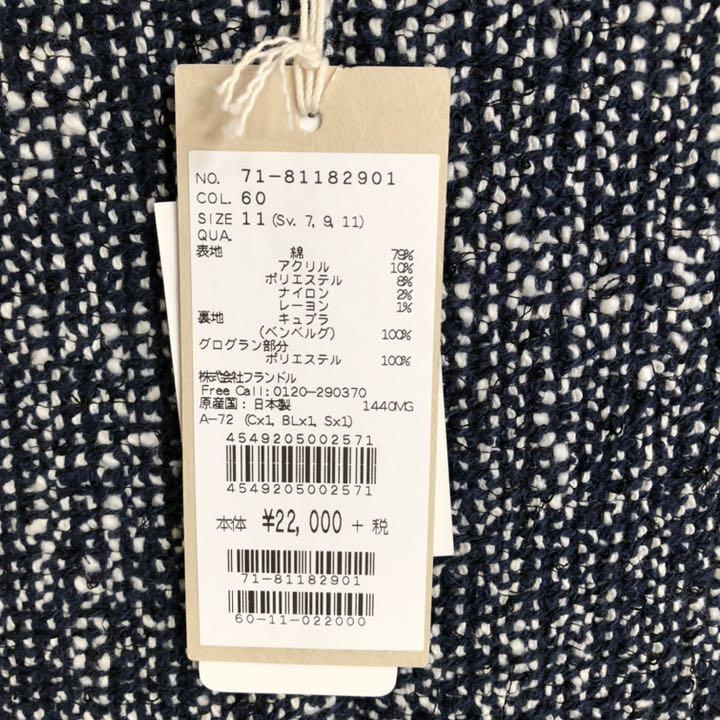 NO. 71-81182901
COL. 60
SIZE 11 (Sv. 7, 9, 11)
QUA.
表地 綿 79%
アクリル 10%
ポリエステル 8%
ナイロン 2%
レーヨン 1%
裏地 キュプラ
(ベンベルグ) 100%
グログラン部分
ポリエステル 100%
株式会社フランドル
Free Call:0120-290370
原産国:日本製 1440MG
A-72 (Cx1, BLx1, Sx1)
4549205002571
4549205002571
本体 ¥22,000 + 税
71-81182901
60-11-022000